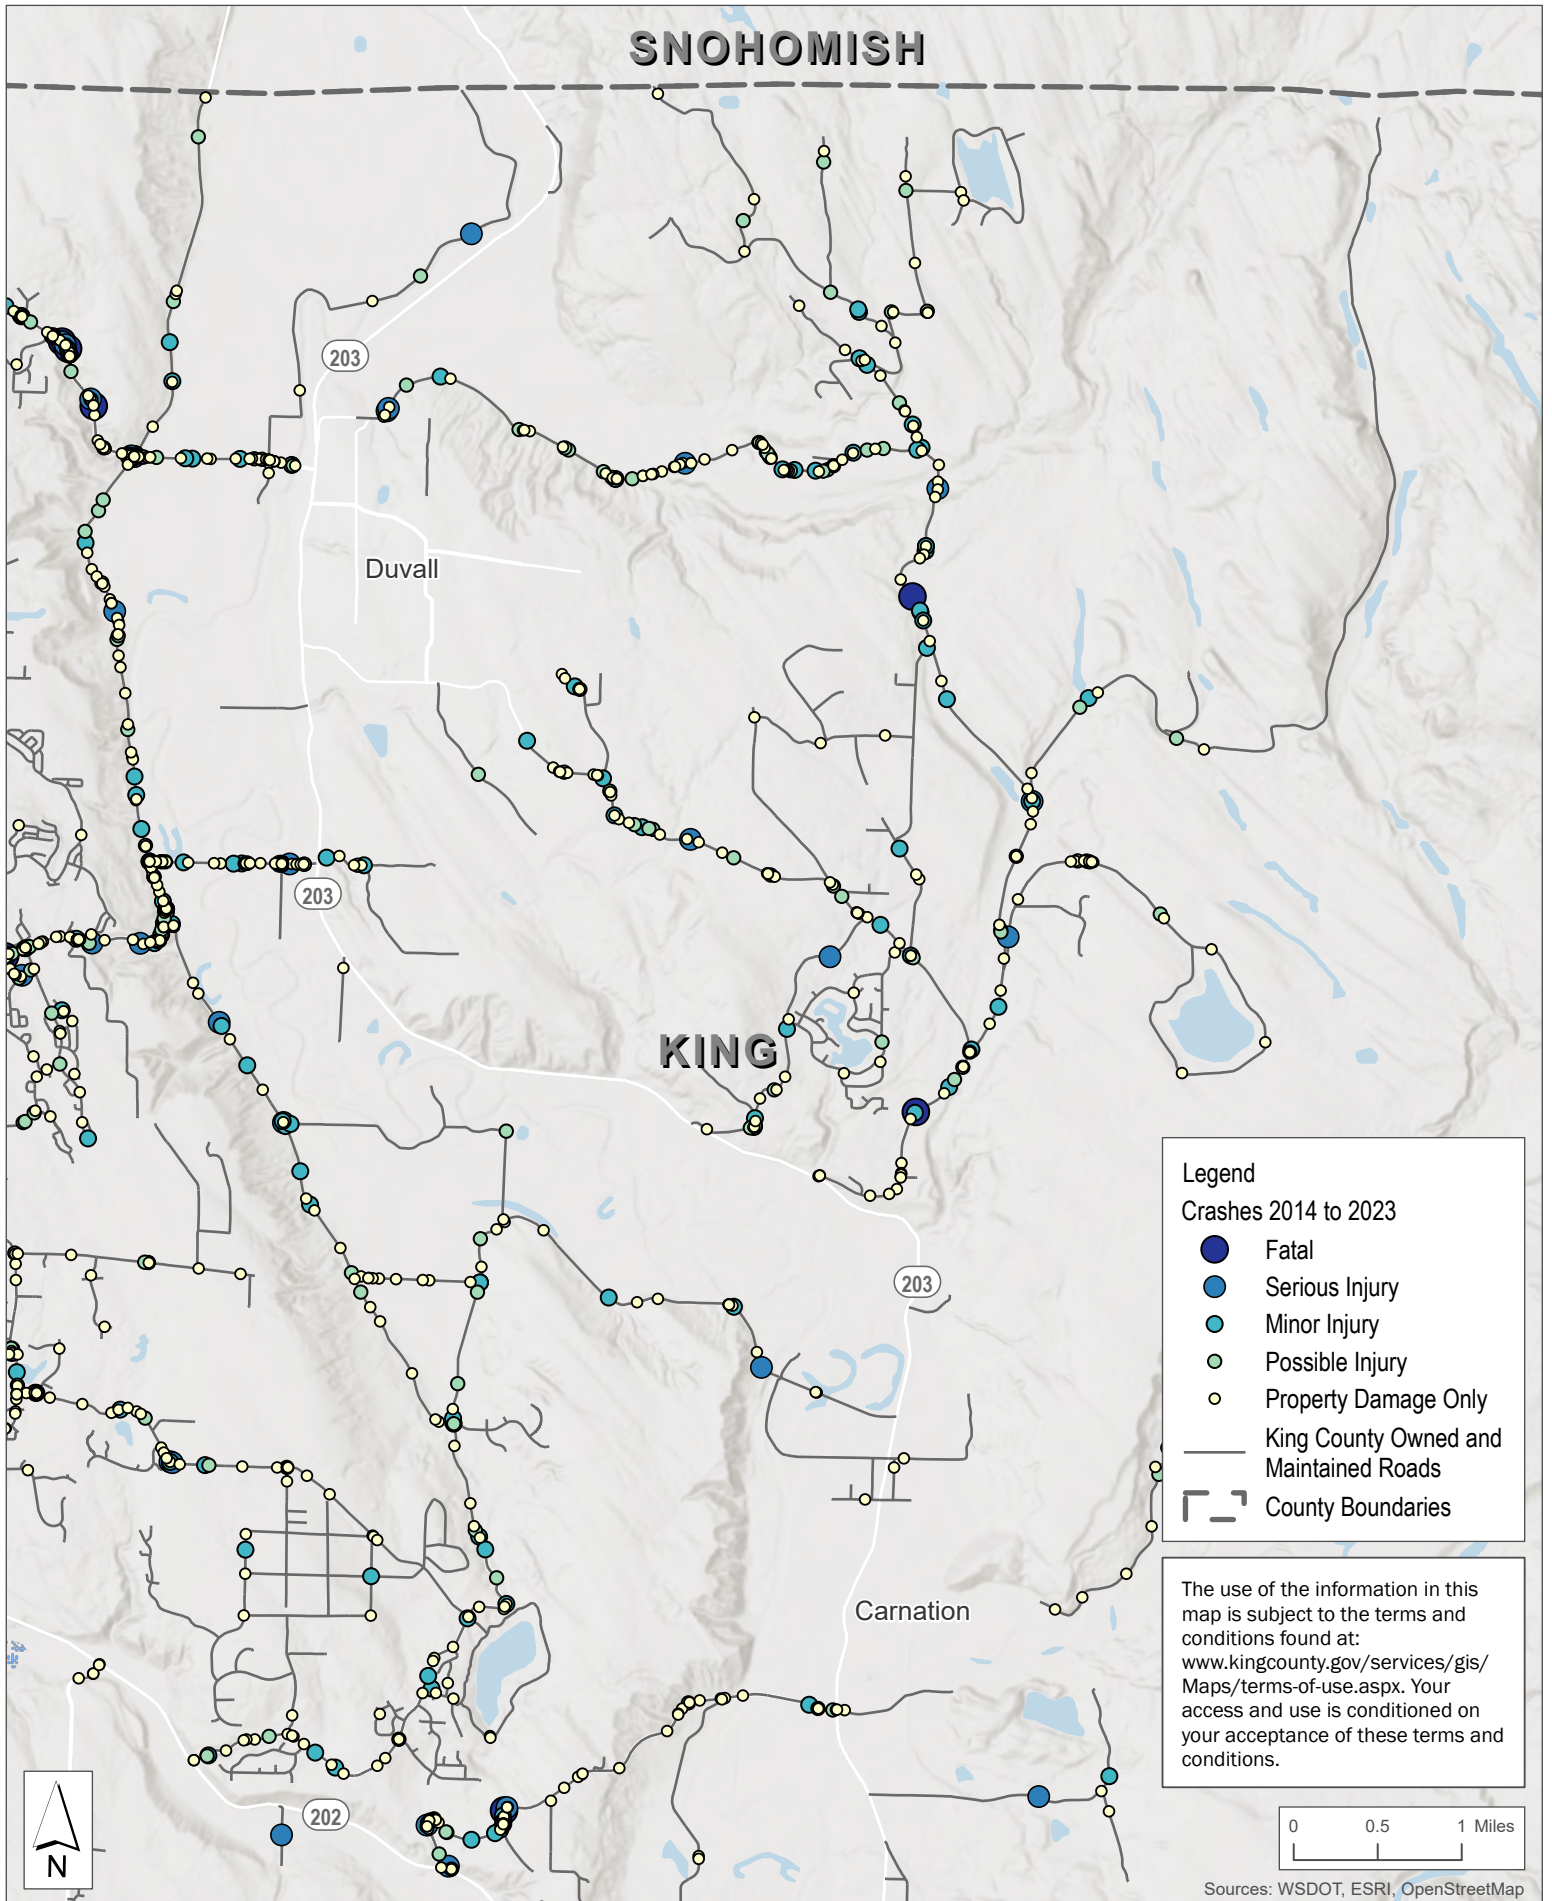 SNOHOMISH
203
Duvall
203
KING
203
Carnation
202
Legend
Crashes 2014 to 2023
Fatal
Serious Injury
Minor Injury
Possible Injury
Property Damage Only
King County Owned and
Maintained Roads
County Boundaries
The use of the information in this
map is subject to the terms and
conditions found at:
www.kingcounty.gov/services/gis/
Maps/terms-of-use.aspx. Your
access and use is conditioned on
your acceptance of these terms and
conditions.
N
0 0.5 1 Miles
Sources: WSDOT, ESRI, OpenStreetMap